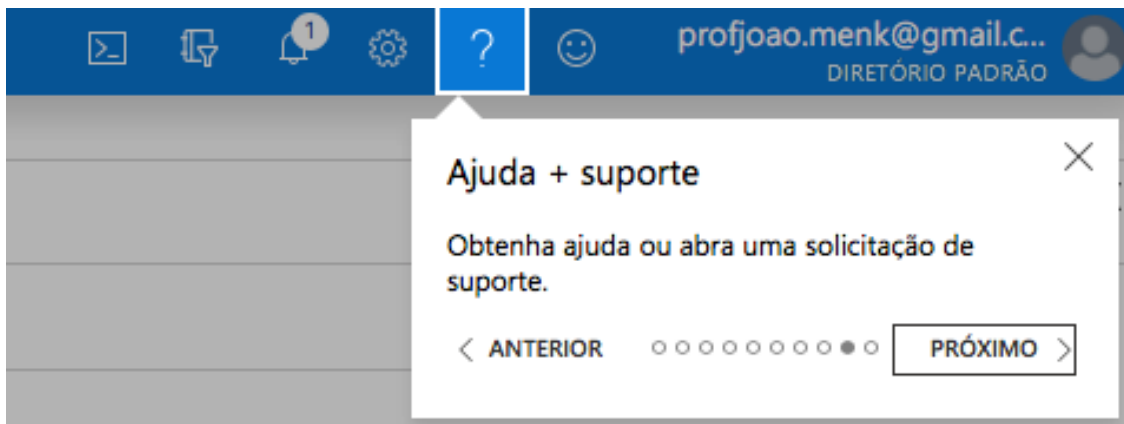 1
?
profjoao.menk@gmail.c...
DIRETÓRIO PADRÃO
Ajuda + suporte
Obtenha ajuda ou abra uma solicitação de
suporte.
ANTERIOR
PRÓXIMO